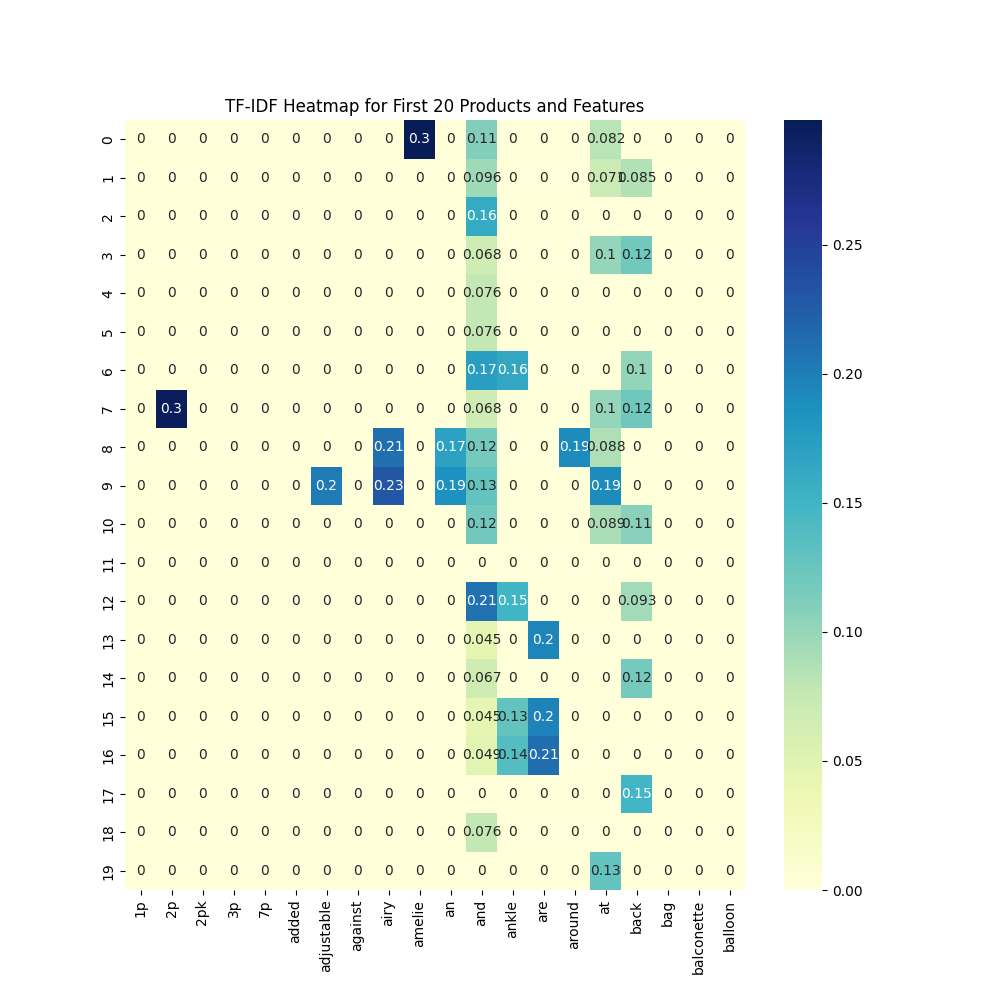 TF-IDF Heatmap for First 20 Products and Features
0 0 0 0 0 0 0 0 0 0 0.3 0 0.11 0 0 0 0.082 0 0 0 0
1 0 0 0 0 0 0 0 0 0 0 0 0.096 0 0 0 0.071 0.085 0 0 0
2 0 0 0 0 0 0 0 0 0 0 0 0.16 0 0 0 0 0 0 0 0
3 0 0 0 0 0 0 0 0 0 0 0 0.068 0 0 0 0.1 0.12 0 0 0
4 0 0 0 0 0 0 0 0 0 0 0 0.076 0 0 0 0 0 0 0 0
5 0 0 0 0 0 0 0 0 0 0 0 0.076 0 0 0 0 0 0 0 0
6 0 0 0 0 0 0 0 0 0 0 0 0.17 0.16 0 0 0 0.1 0 0 0
7 0 0.3 0 0 0 0 0 0 0 0 0 0.068 0 0 0 0.1 0.12 0 0 0
8 0 0 0 0 0 0 0 0 0.21 0 0.17 0.12 0 0 0.19 0.088 0 0 0 0
9 0 0 0 0 0 0 0.2 0 0.23 0 0.19 0.13 0 0 0 0.19 0 0 0 0
10 0 0 0 0 0 0 0 0 0 0 0 0.12 0 0 0 0.089 0.11 0 0 0
11 0 0 0 0 0 0 0 0 0 0 0 0 0 0 0 0 0 0 0 0
12 0 0 0 0 0 0 0 0 0 0 0 0.21 0.15 0 0 0 0.093 0 0 0
13 0 0 0 0 0 0 0 0 0 0 0 0.045 0 0.2 0 0 0 0 0 0
14 0 0 0 0 0 0 0 0 0 0 0 0.067 0 0 0 0 0.12 0 0 0
15 0 0 0 0 0 0 0 0 0 0 0 0.045 0.13 0.2 0 0 0 0 0 0
16 0 0 0 0 0 0 0 0 0 0 0 0.049 0.14 0.21 0 0 0 0 0 0
17 0 0 0 0 0 0 0 0 0 0 0 0 0 0 0 0 0.15 0 0 0
18 0 0 0 0 0 0 0 0 0 0 0 0.076 0 0 0 0 0 0 0 0
19 0 0 0 0 0 0 0 0 0 0 0 0 0 0 0 0.13 0 0 0 0
1p 2p 2pk 3p 7p added adjustable against airy amelie an and ankle are around at back bag balconette balloon
0.25
0.20
0.15
0.10
0.05
0.00